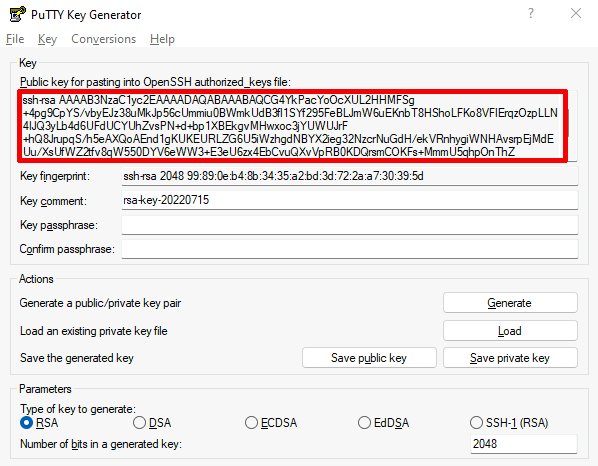 PuTTY Key Generator
? ×
File Key Conversions Help
Key
Public key for pasting into OpenSSH authorized_keys file:
ssh-rsa AAAAB3NzaC1yc2EAAAADAQABAAABAQCG4YkPacYoOcXUL2HHMFSg
+4pg9CpYS/vbyEJz38uMkJp56cUmmiu0BWmkUdB3fl1SYf295FeBLJmW6uEKnbT8HShoLFKo8VFIErqzOzpLLN
4IJQ3yLb4d6UFdUCYUhZvsPN+d+bp1XBEkgvMHwxoc3jYUWUJrF
+hQ8JrupqS/h5eAXQoAEnd1gKUKEURLZG6U5iWzhgdNBYX2ieg32NzcrNuGdH/ekVRnhygiWNHAvsrpEjMdE
Uu/XsUfWZ2tfv8qW550DYV6eWW3+E3eU6zx4EbCvuQXvVpRB0KDQrsmCOKFs+MmmU5qhpOnThZ
Key fingerprint: ssh-rsa 2048 99:89:0e:b4:8b:34:35:a2:bd:3d:72:2a:a7:30:39:5d
Key comment: rsa-key-20220715
Key passphrase:
Confirm passphrase:
Actions
Generate a public/private key pair Generate
Load an existing private key file Load
Save the generated key Save public key Save private key
Parameters
Type of key to generate:
RSA DSA ECDSA EdDSA SSH-1 (RSA)
Number of bits in a generated key: 2048